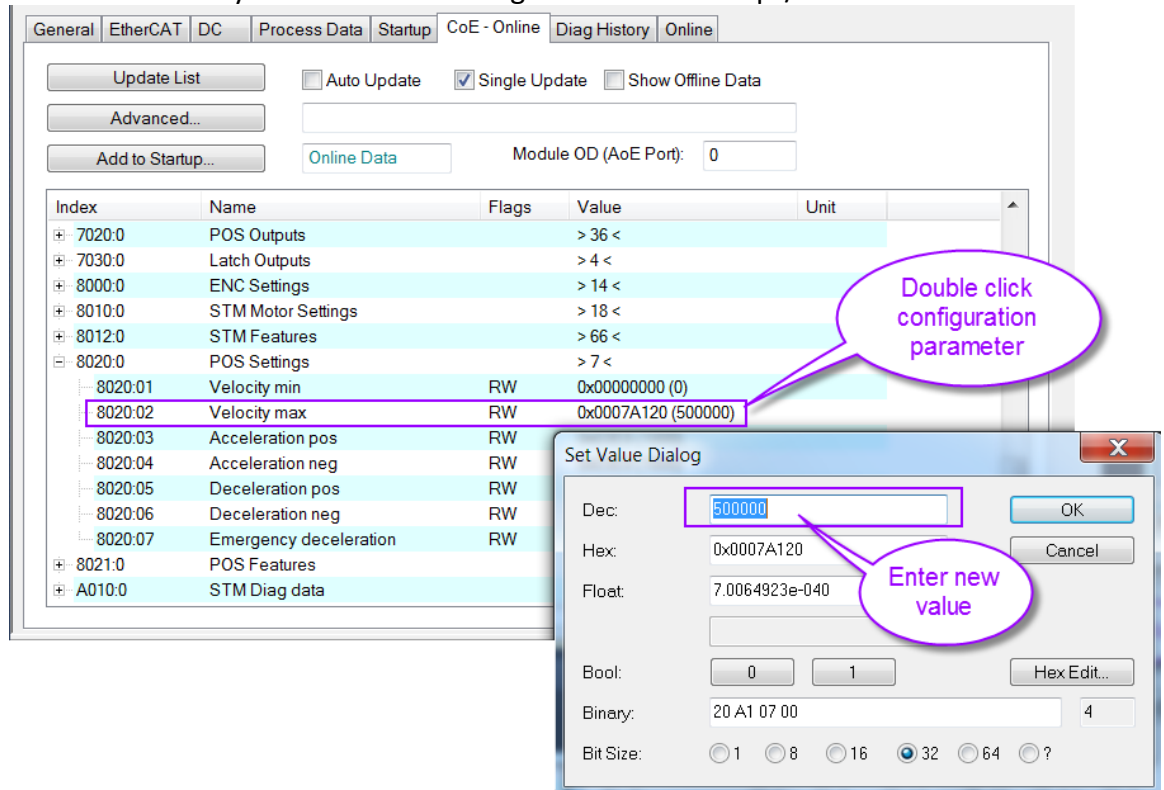 General EtherCAT DC Process Data Startup CoE - Online Diag History Online
Update List Auto Update Single Update Show Offline Data
Advanced...
Add to Startup... Online Data Module OD (AoE Port): 0
Index Name Flags Value Unit
7020:0 POS Outputs > 36 <
7030:0 Latch Outputs > 4 <
8000:0 ENC Settings > 14 <
8010:0 STM Motor Settings > 18 <
8012:0 STM Features > 66 <
8020:0 POS Settings > 7 <
8020:01 Velocity min RW 0x00000000 (0)
8020:02 Velocity max RW 0x0007A120 (500000)
8020:03 Acceleration pos RW
8020:04 Acceleration neg RW
8020:05 Deceleration pos RW
8020:06 Deceleration neg RW
8020:07 Emergency deceleration RW
8021:0 POS Features
A010:0 STM Diag data
Double click
configuration
parameter
Set Value Dialog X
Dec: 500000 OK
Hex: 0x0007A120 Cancel
Float: 7.0064923e-040
Enter new
value
Bool: 0 1 Hex Edit...
Binary: 20 A1 07 00 4
Bit Size: 1 8 16 32 64 ?